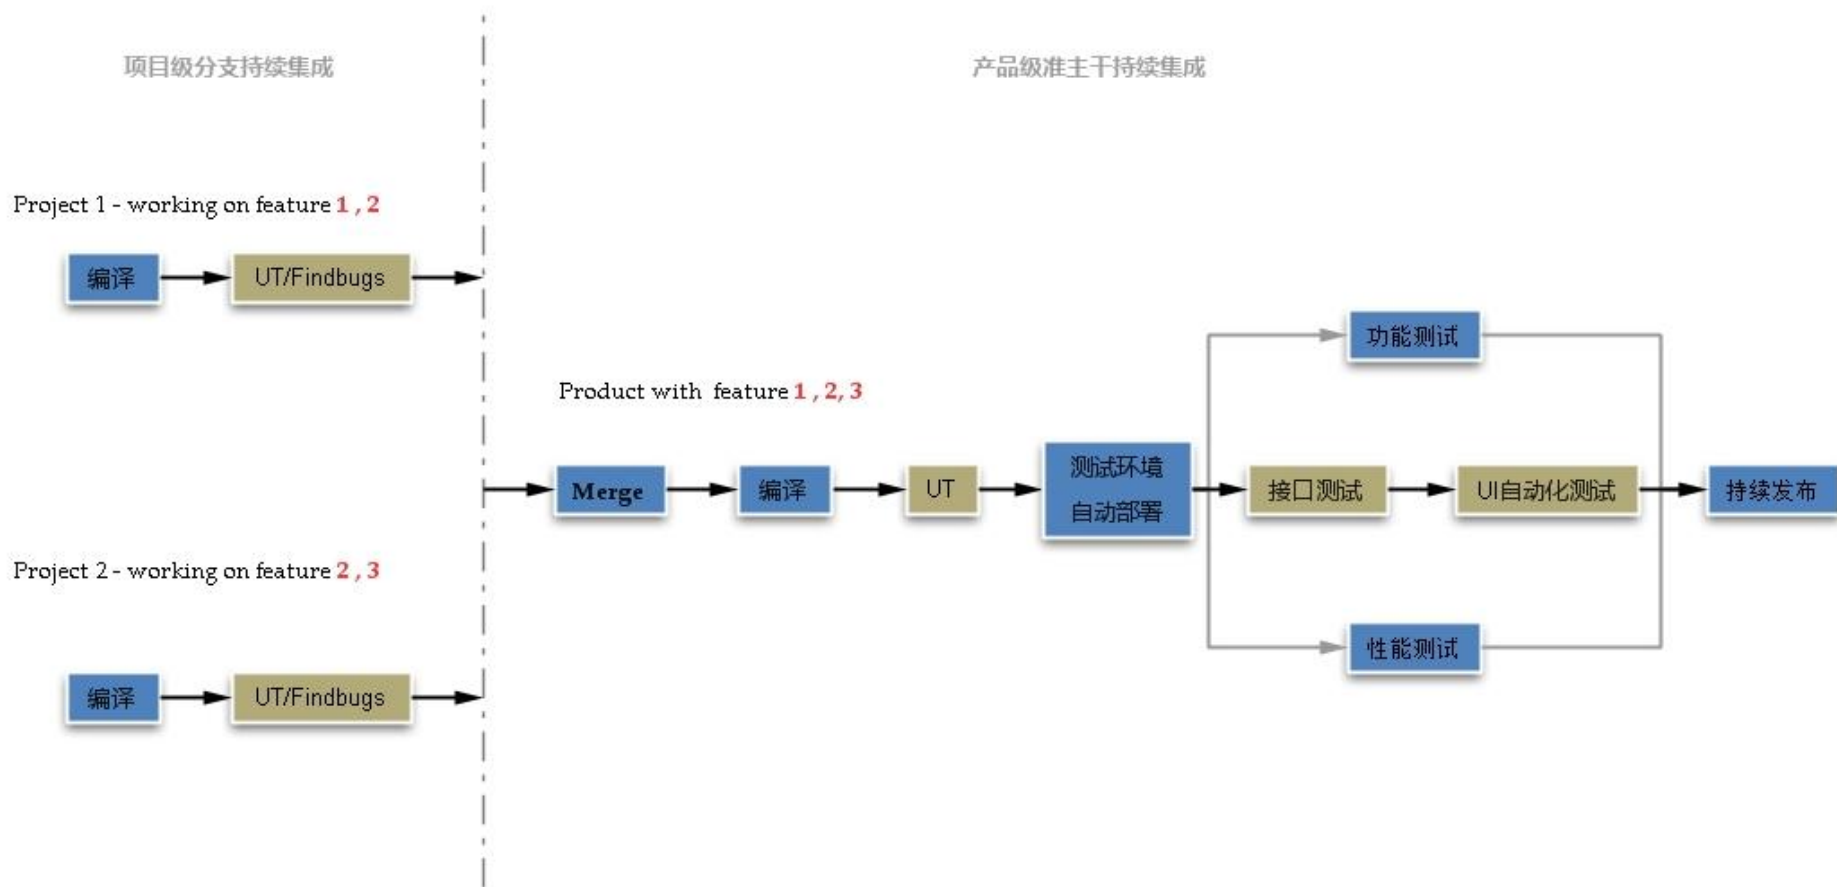 项目级分支持续集成
产品级准主干持续集成
Project 1 - working on feature 1 , 2
编译
UT/Findbugs
功能测试
Product with feature 1 , 2, 3
Merge
编译
UT
测试环境
自动部署
接口测试
UI自动化测试
持续发布
Project 2 - working on feature 2 , 3
性能测试
编译
UT/Findbugs